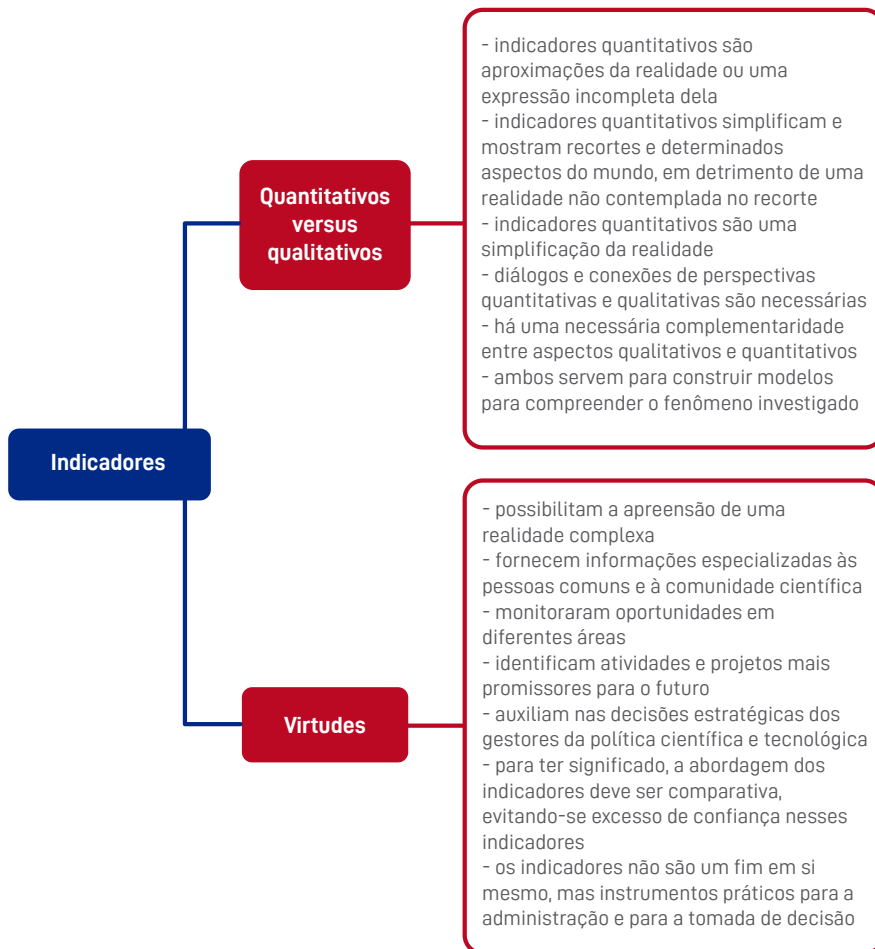 - indicadores quantitativos são
aproximações da realidade ou uma
expressão incompleta dela
- indicadores quantitativos simplificam e
mostram recortes e determinados
aspectos do mundo, em detrimento de uma
realidade não contemplada no recorte
- indicadores quantitativos são uma
simplificação da realidade
- diálogos e conexões de perspectivas
quantitativas e qualitativas são necessárias
- há uma necessária complementaridade
entre aspectos qualitativos e quantitativos
- ambos servem para construir modelos
para compreender o fenômeno investigado
Quantitativos
versus
qualitativos
Indicadores
- possibilitam a apreensão de uma
realidade complexa
- fornecem informações especializadas às
pessoas comuns e à comunidade científica
- monitoraram oportunidades em
diferentes áreas
- identificam atividades e projetos mais
promissores para o futuro
- auxiliam nas decisões estratégicas dos
gestores da política científica e tecnológica
- para ter significado, a abordagem dos
indicadores deve ser comparativa,
evitando-se excesso de confiança nesses
indicadores
- os indicadores não são um fim em si
mesmo, mas instrumentos práticos para a
administração e para a tomada de decisão
Virtudes